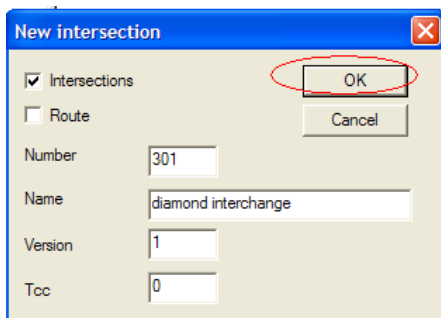 New intersection
Intersections
OK
Route
Cancel
Number 301
Name diamond interchange
Version 1
Tcc 0